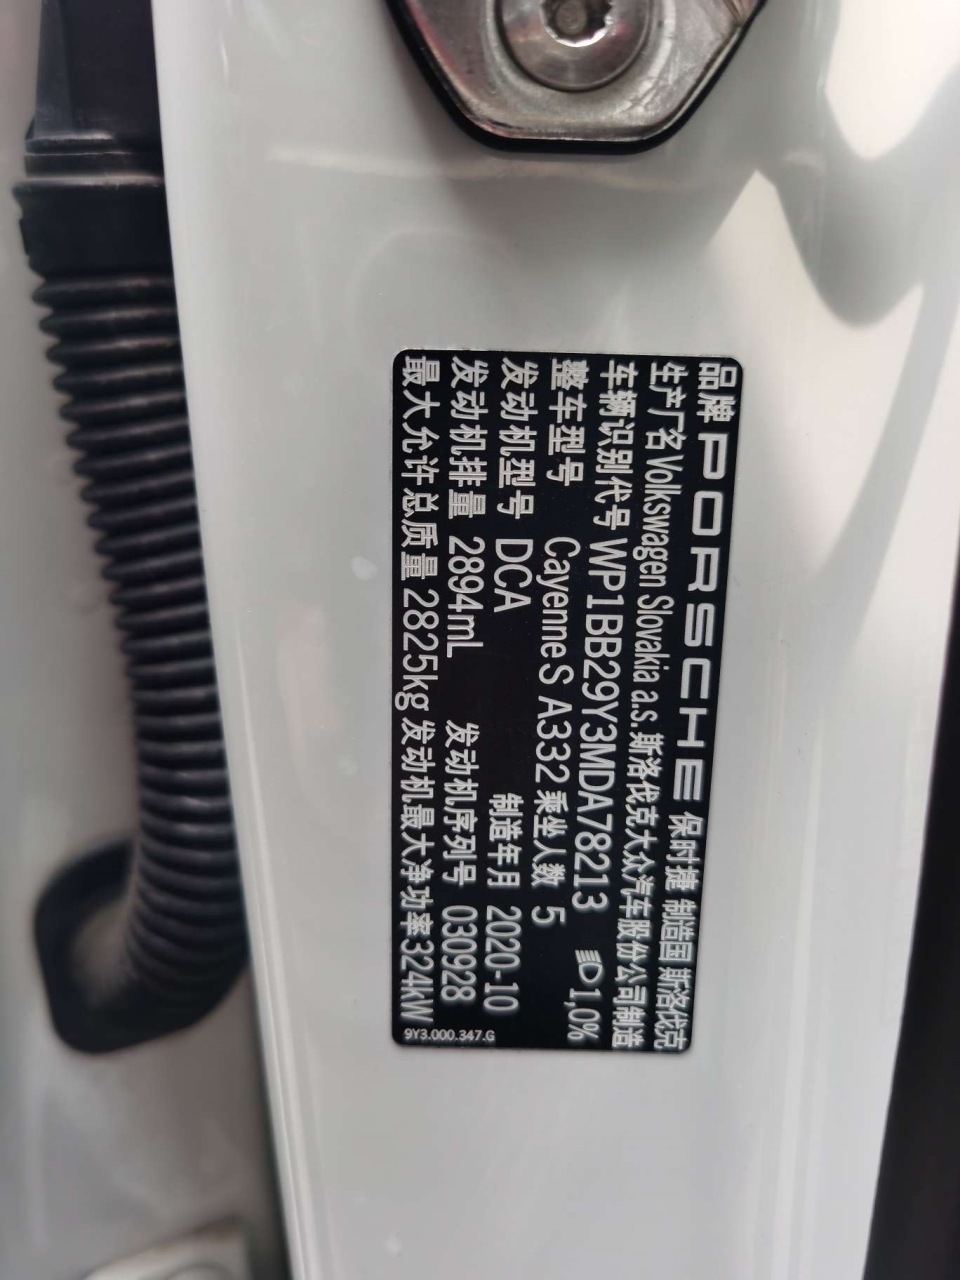 品牌 PORSCHE 保时捷 制造国 斯洛伐克
生产厂名 Volkswagen Slovakia a.s.斯洛伐克大众汽车股份公司制造
车辆识别代号 WP1BB29Y3MDA78213 1,0%
整车型号 Cayenne S A332 乘坐人数 5
发动机型号 DCA 制造年月 2020-10
发动机排量 2894mL 发动机序列号 030928
最大允许总质量 2825kg 发动机最大净功率 324kW
9Y3.000.347.G